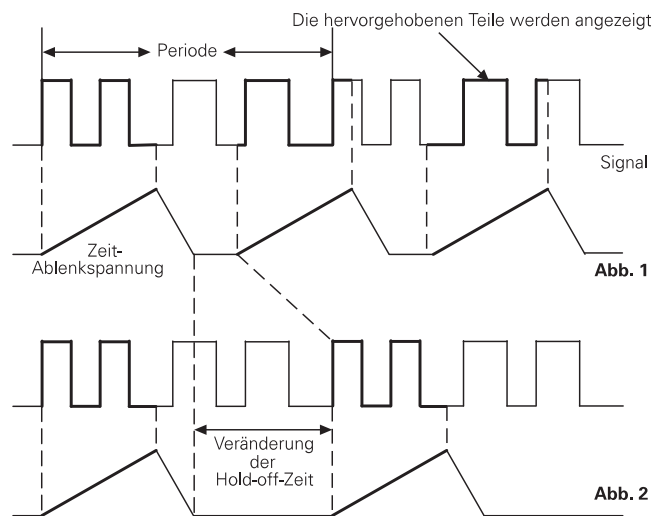 Die hervorgehobenen Teile werden angezeigt
Periode
Signal
Zeit-
Ablenkspannung
Abb. 1
Veränderung
der
Hold-off-Zeit
Abb. 2